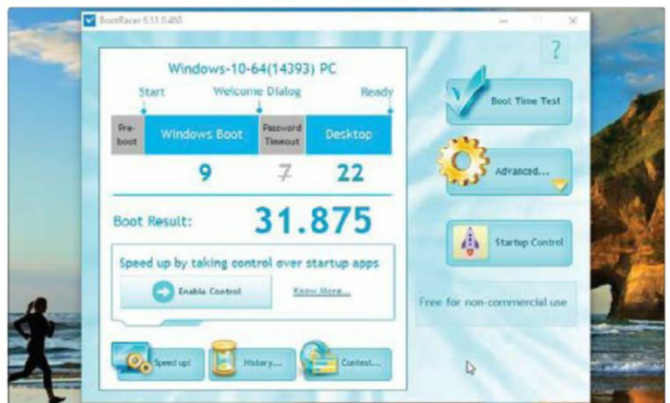 BootRacer 6.53.0.480
?
Windows-10-64(14393) PC
Start Welcome Dialog Ready
Pre-boot Windows Boot Password Timeout Desktop
9 7 22
Boot Result: 31.875
Speed up by taking control over startup apps
Enable Control Know More...
Speed up! History... Contest...
Boot Time Test
Advanced...
Startup Control
Free for non-commercial use